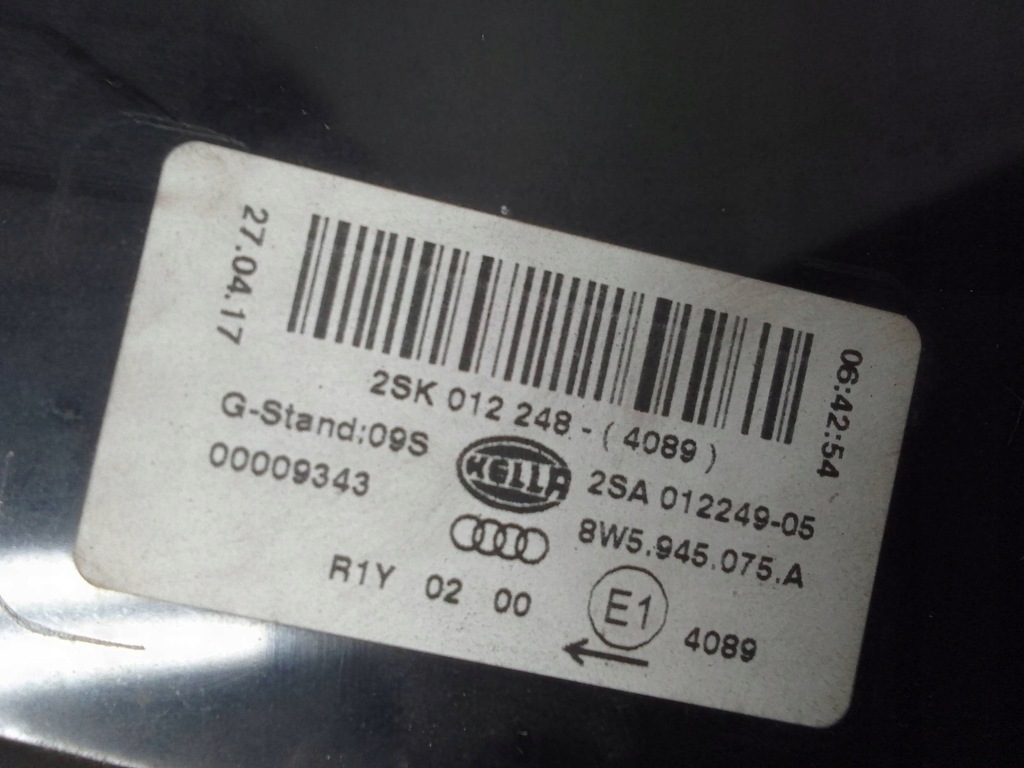 27.04.17
06:42:54
2SK 012 248 - ( 4089 )
G-Stand:09S
00009343
HELLA
2SA 012249-05
8W5.945.075.A
R1Y 02 00
E1
4089